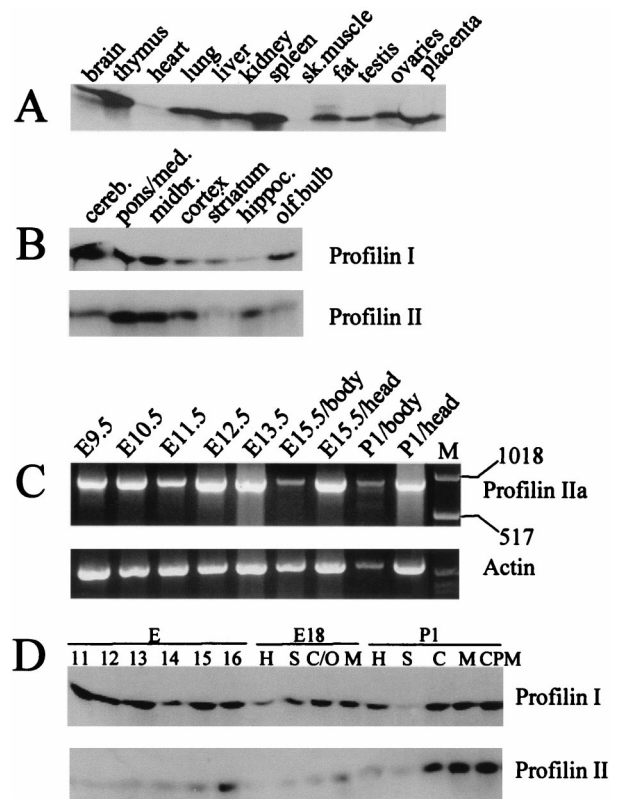 brain thymus heart lung liver kidney spleen sk.muscle fat testis ovaries placenta
A
cereb. pons/med. midbr. cortex striatum hippoc. olf.bulb
B
Profilin I
Profilin II
E9.5 E10.5 E11.5 E12.5 E13.5 E15.5/body E15.5/head P1/body P1/head M
1018
C
Profilin IIa
517
Actin
E E18 P1
D
11 12 13 14 15 16 H S C/O M H S C M CPM
Profilin I
Profilin II